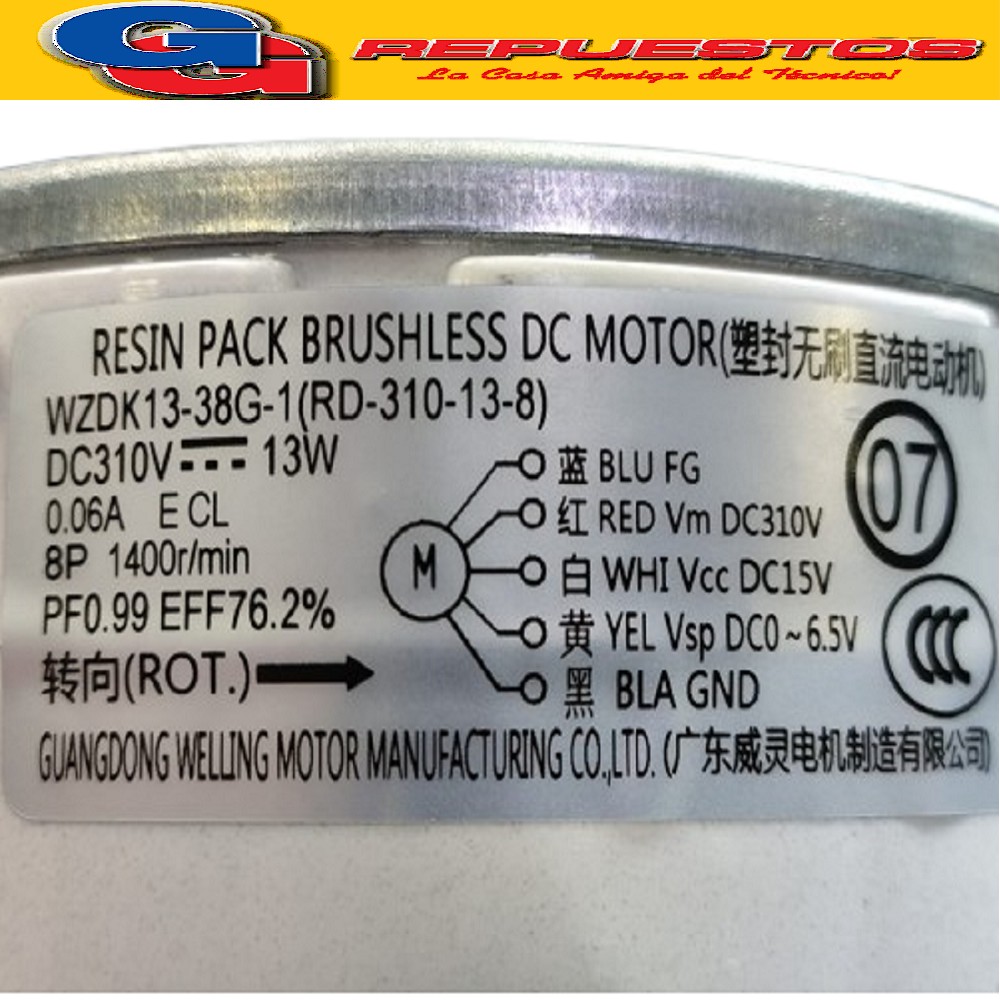 GG REPUESTOS
La Casa Amiga del Técnico!
RESIN PACK BRUSHLESS DC MOTOR(塑封无刷直流电动机)
WZDK13-38G-1(RD-310-13-8)
DC310V 13W
0.06A E CL
8P 1400r/min
PF0.99 EFF76.2%
转向(ROT.)
M
蓝 BLU FG
红 RED Vm DC310V
白 WHI Vcc DC15V
黄 YEL Vsp DC0~6.5V
黑 BLA GND
07
CCC
GUANGDONG WELLING MOTOR MANUFACTURING CO.,LTD. (广东威灵电机制造有限公司)